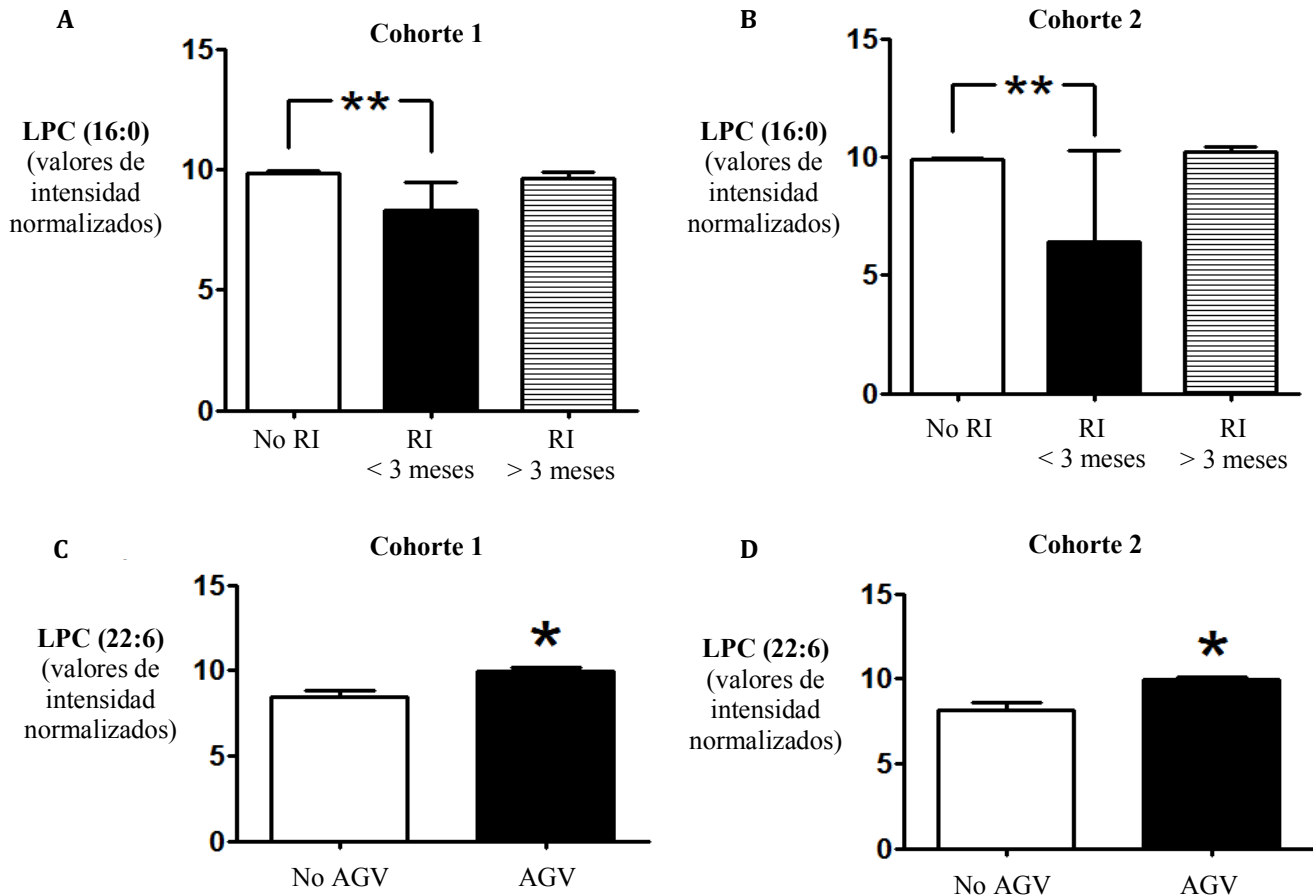 A
Cohorte 1
LPC (16:0)
(valores de
intensidad
normalizados)
15
10
5
0
**
No RI
RI
< 3 meses
RI
> 3 meses
B
Cohorte 2
LPC (16:0)
(valores de
intensidad
normalizados)
15
10
5
0
**
No RI
RI
< 3 meses
RI
> 3 meses
C
Cohorte 1
LPC (22:6)
(valores de
intensidad
normalizados)
15
10
5
0
*
No AGV
AGV
D
Cohorte 2
LPC (22:6)
(valores de
intensidad
normalizados)
15
10
5
0
*
No AGV
AGV